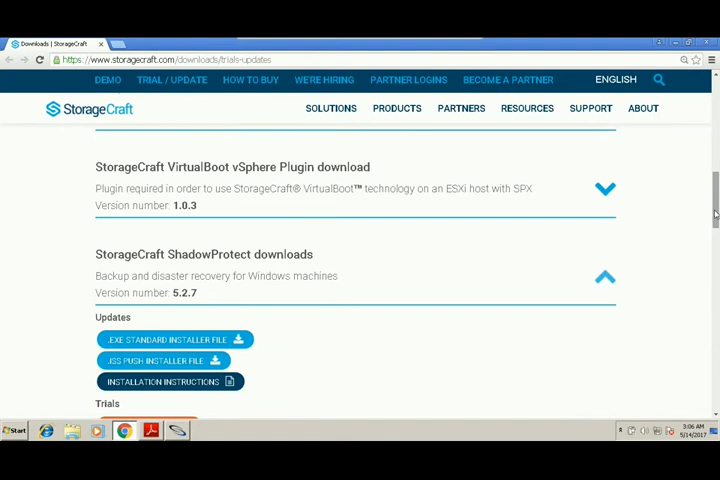 Downloads | StorageCraft
https://www.storagecraft.com/downloads/trials-updates
DEMO TRIAL / UPDATE HOW TO BUY WE'RE HIRING PARTNER LOGINS BECOME A PARTNER ENGLISH
StorageCraft SOLUTIONS PRODUCTS PARTNERS RESOURCES SUPPORT ABOUT
StorageCraft VirtualBoot vSphere Plugin download
Plugin required in order to use StorageCraft® VirtualBoot™ technology on an ESXi host with SPX
Version number: 1.0.3
StorageCraft ShadowProtect downloads
Backup and disaster recovery for Windows machines
Version number: 5.2.7
Updates
.EXE STANDARD INSTALLER FILE
.ISS PUSH INSTALLER FILE
INSTALLATION INSTRUCTIONS
Trials
Start
3:06 AM
5/14/2017